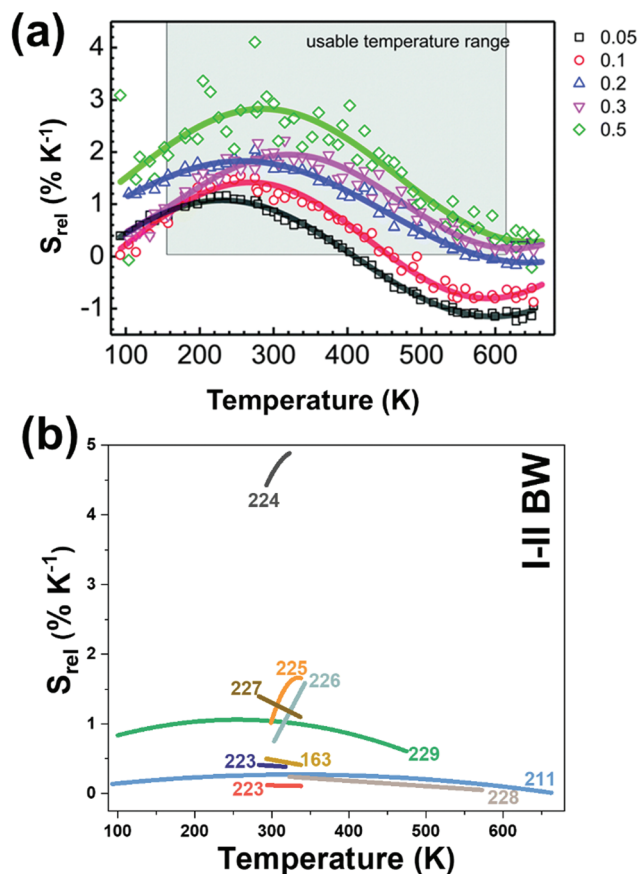 (a)
usable temperature range
0.05
0.1
0.2
0.3
0.5
4
3
2
1
0
-1
S_rel (% K⁻¹)
100 200 300 400 500 600
Temperature (K)
(b)
I-II BW
5
4
3
2
1
0
S_rel (% K⁻¹)
224
225
226
227
229
223
163
211
223
228
100 200 300 400 500 600
Temperature (K)